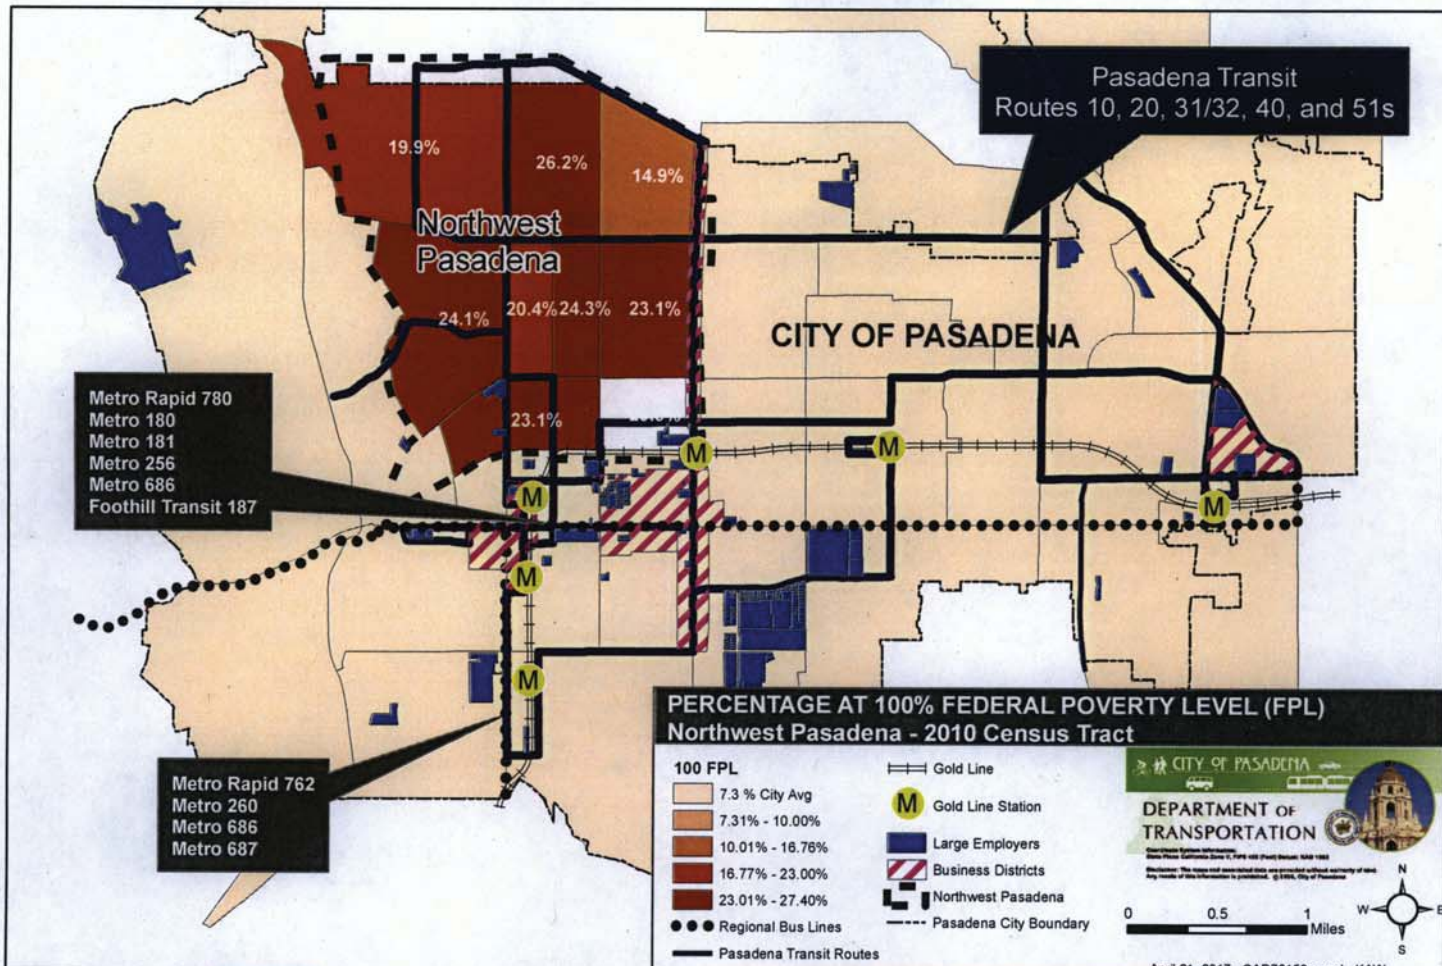 Pasadena Transit
Routes 10, 20, 31/32, 40, and 51s
19.9%
26.2%
14.9%
Northwest
Pasadena
24.1%
20.4%
24.3%
23.1%
CITY OF PASADENA
23.1%
Metro Rapid 780
Metro 180
Metro 181
Metro 256
Metro 686
Foothill Transit 187
M
M
M
M
M
M
Metro Rapid 762
Metro 260
Metro 686
Metro 687
PERCENTAGE AT 100% FEDERAL POVERTY LEVEL (FPL)
Northwest Pasadena - 2010 Census Tract
100 FPL
7.3 % City Avg
7.31% - 10.00%
10.01% - 16.76%
16.77% - 23.00%
23.01% - 27.40%
Regional Bus Lines
Pasadena Transit Routes
Gold Line
M Gold Line Station
Large Employers
Business Districts
Northwest Pasadena
Pasadena City Boundary
CITY OF PASADENA
DEPARTMENT OF
TRANSPORTATION
0 0.5 1
Miles
N
W E
S